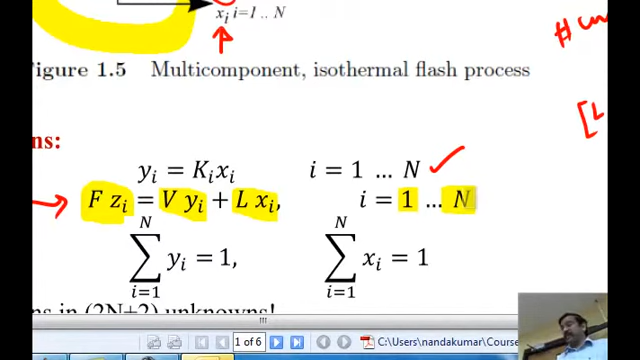 x_i i=1 .. N
Figure 1.5 Multicomponent, isothermal flash process
ns:
y_i = K_i x_i i = 1 … N
F z_i = V y_i + L x_i, i = 1 … N
∑_{i=1}^{N} y_i = 1, ∑_{i=1}^{N} x_i = 1
ns in (2N+2) unknowns!
1 of 6 C:\Users\nandakumar\Course